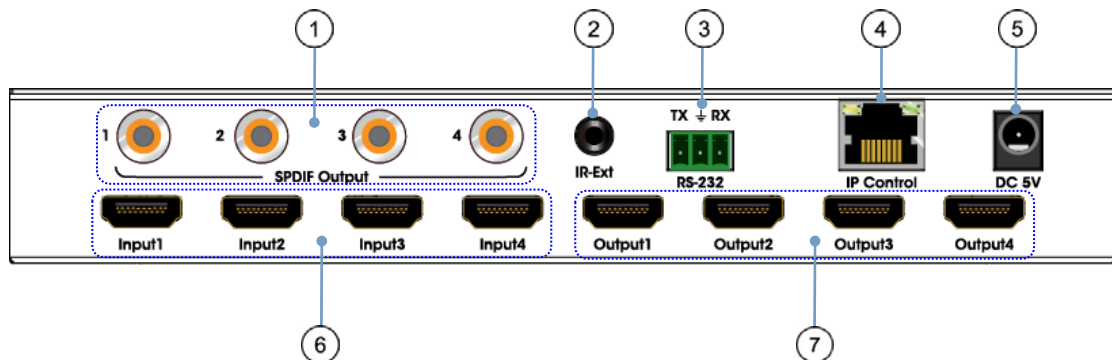 1 2 3 4 5
TX ⏚ RX
1 2 3 4
SPDIF Output
IR-Ext
RS-232
IP Control
DC 5V
Input1 Input2 Input3 Input4
Output1 Output2 Output3 Output4
6 7